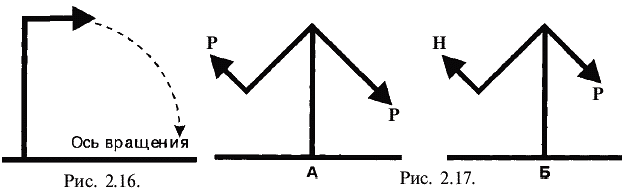 Ось вращения
Рис. 2.16.
Р
Р
А
Рис. 2.17.
Н
Р
Б